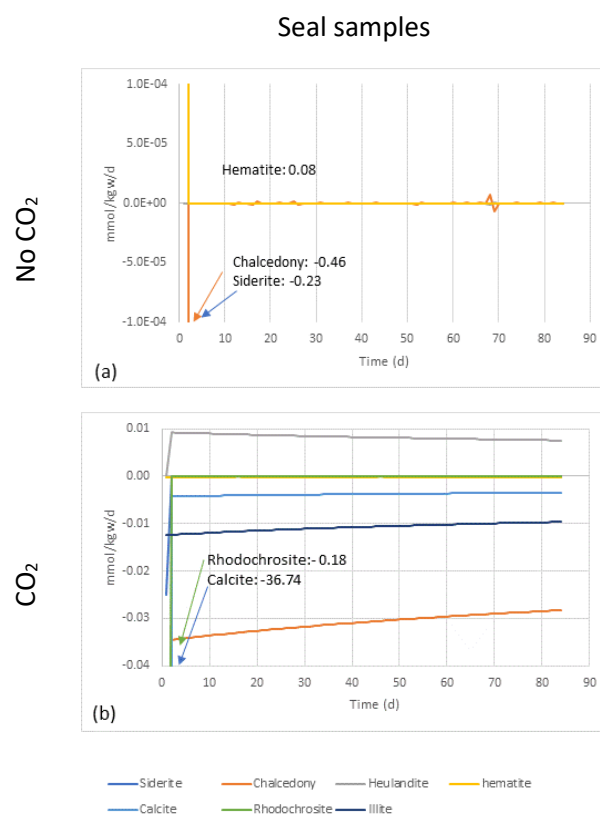 Seal samples
No CO2
mmol/kgw/d
1.0E-04
5.0E-05
0.0E+00
-5.0E-05
-1.0E-04
Hematite: 0.08
Chalcedony: -0.46
Siderite: -0.23
0 10 20 30 40 50 60 70 80 90
Time (d)
(a)
CO2
mmol/kgw/d
0.01
0.00
-0.01
-0.03
-0.04
Rhodochrosite:- 0.18
Calcite: -36.74
0 10 20 30 40 50 60 70 80 90
Time (d)
(b)
Siderite Chalcedony Heulandite hematite
Calcite Rhodochrosite Illite